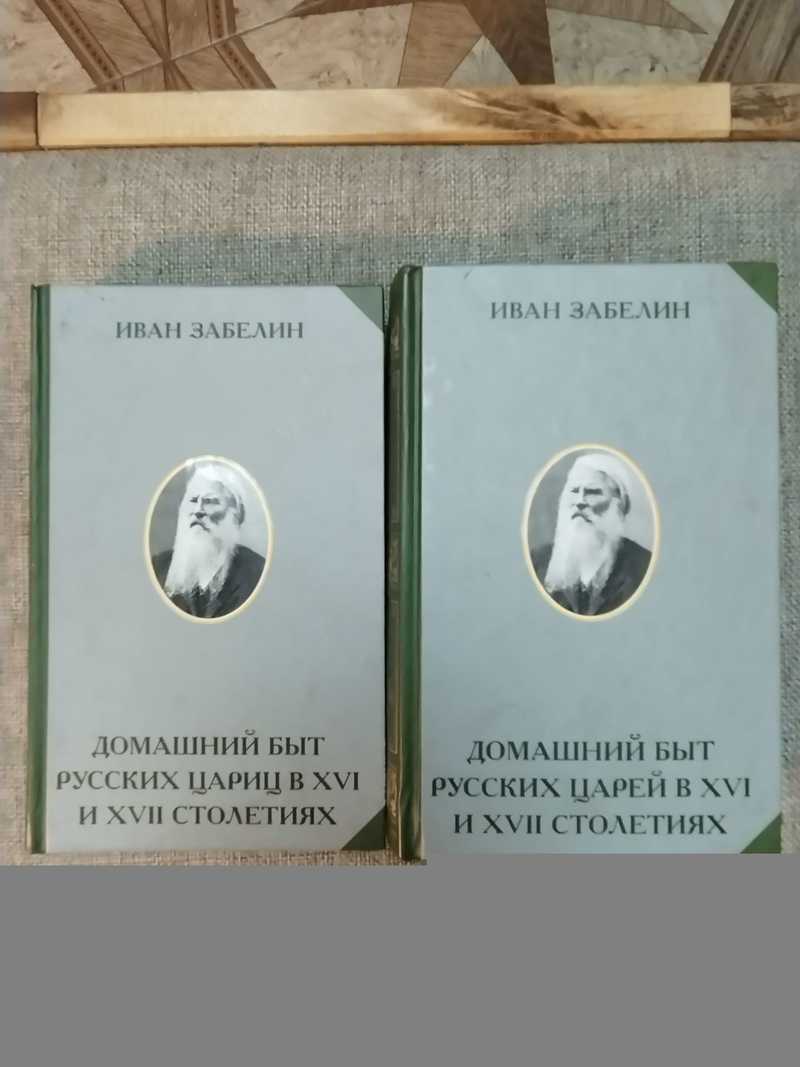 ИВАН ЗАБЕЛИН
ДОМАШНИЙ БЫТ
РУССКИХ ЦАРИЦ В XVI
И XVII СТОЛЕТИЯХ
ИВАН ЗАБЕЛИН
ДОМАШНИЙ БЫТ
РУССКИХ ЦАРЕЙ В XVI
И XVII СТОЛЕТИЯХ